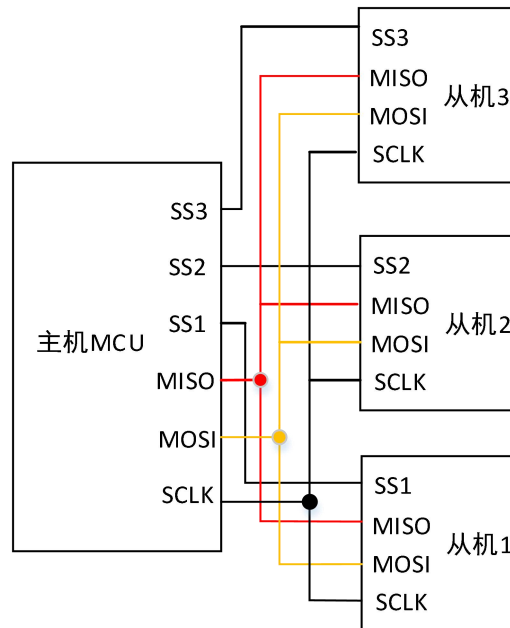 SS3
MISO
从机3
MOSI
SCLK
SS3
SS2
SS1
主机MCU
MISO
MOSI
SCLK
SS2
MISO
从机2
MOSI
SCLK
SS1
MISO
从机1
MOSI
SCLK